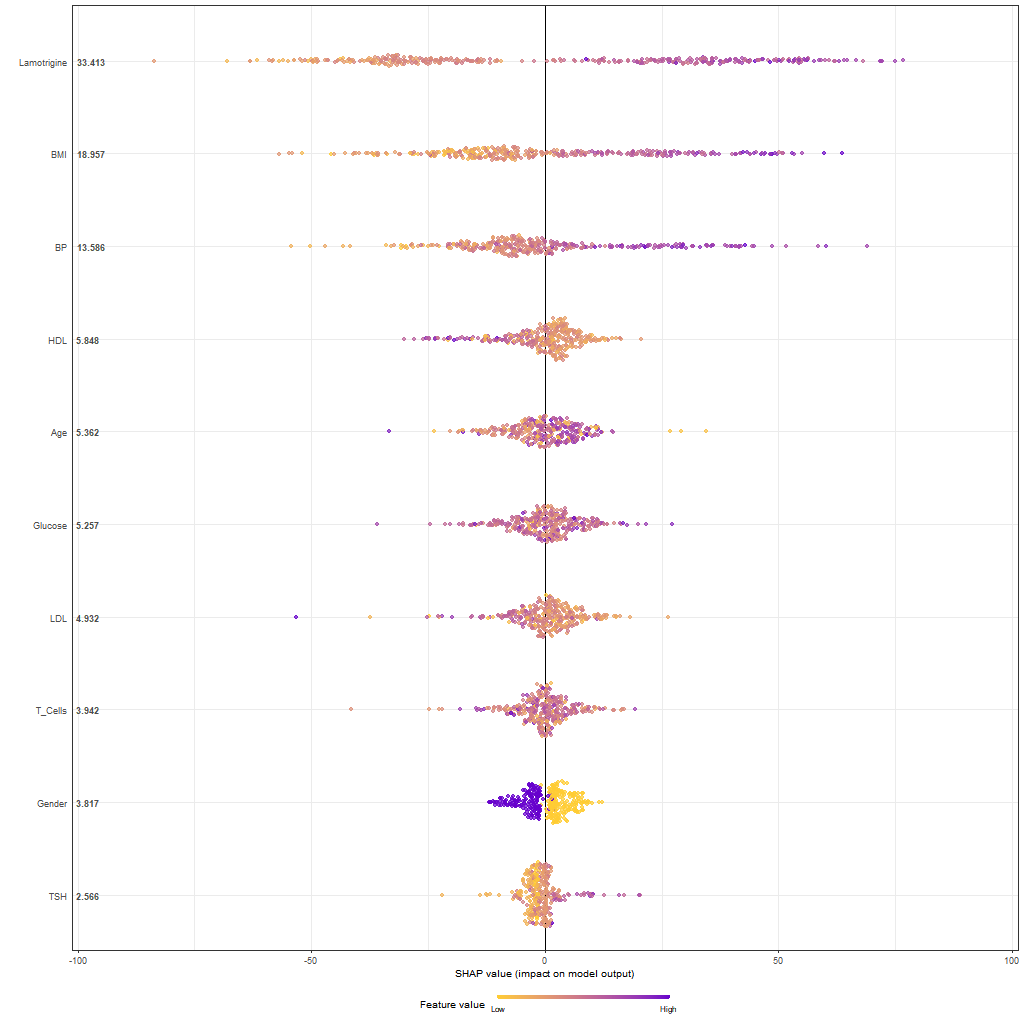 Lamotrigine 33.413
BMI 18.957
BP 13.586
HDL 5.848
Age 5.362
Glucose 5.257
LDL 4.932
T_Cells 3.942
Gender 3.817
TSH 2.566
-100 -50 0 50 100
SHAP value (impact on model output)
Feature value Low High